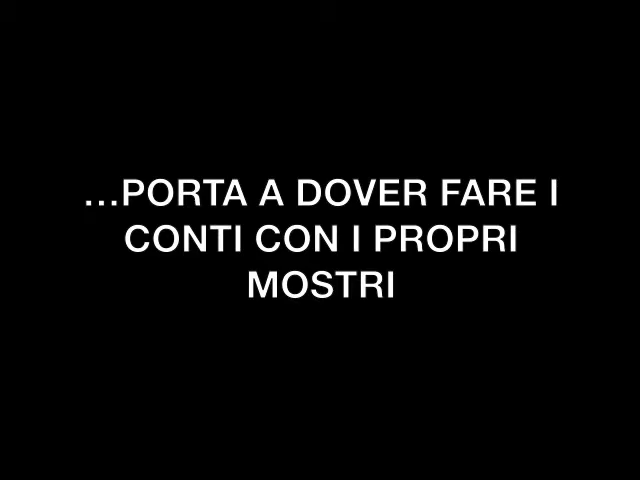 ...PORTA A DOVER FARE I
CONTI CON I PROPRI
MOSTRI